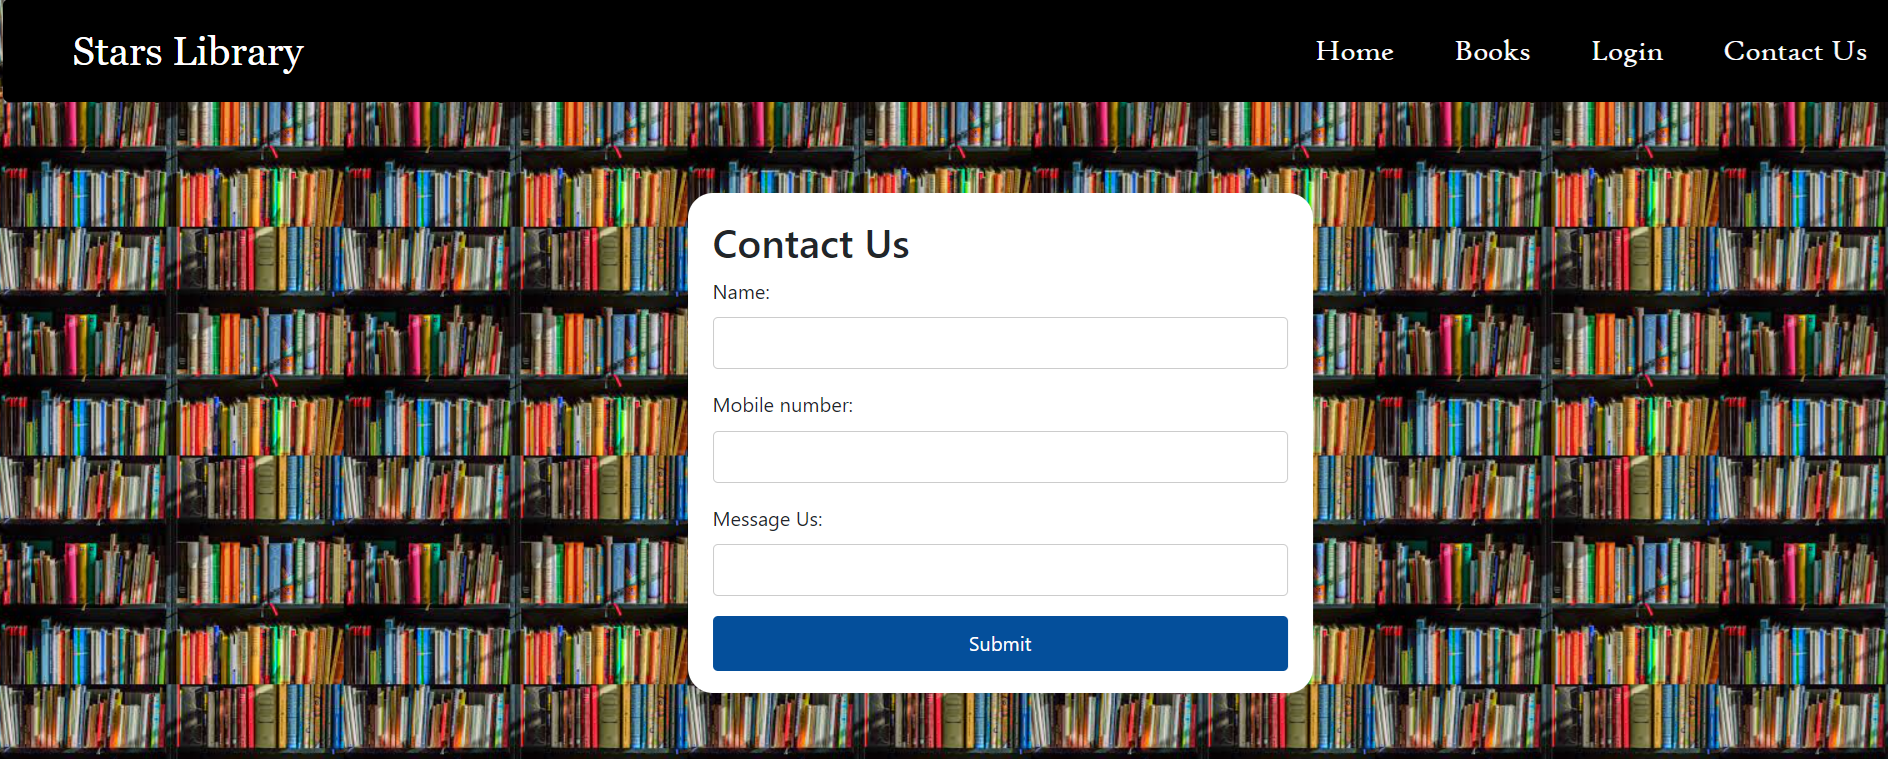 Stars Library
Home Books Login Contact Us
Contact Us
Name:
Mobile number:
Message Us:
Submit